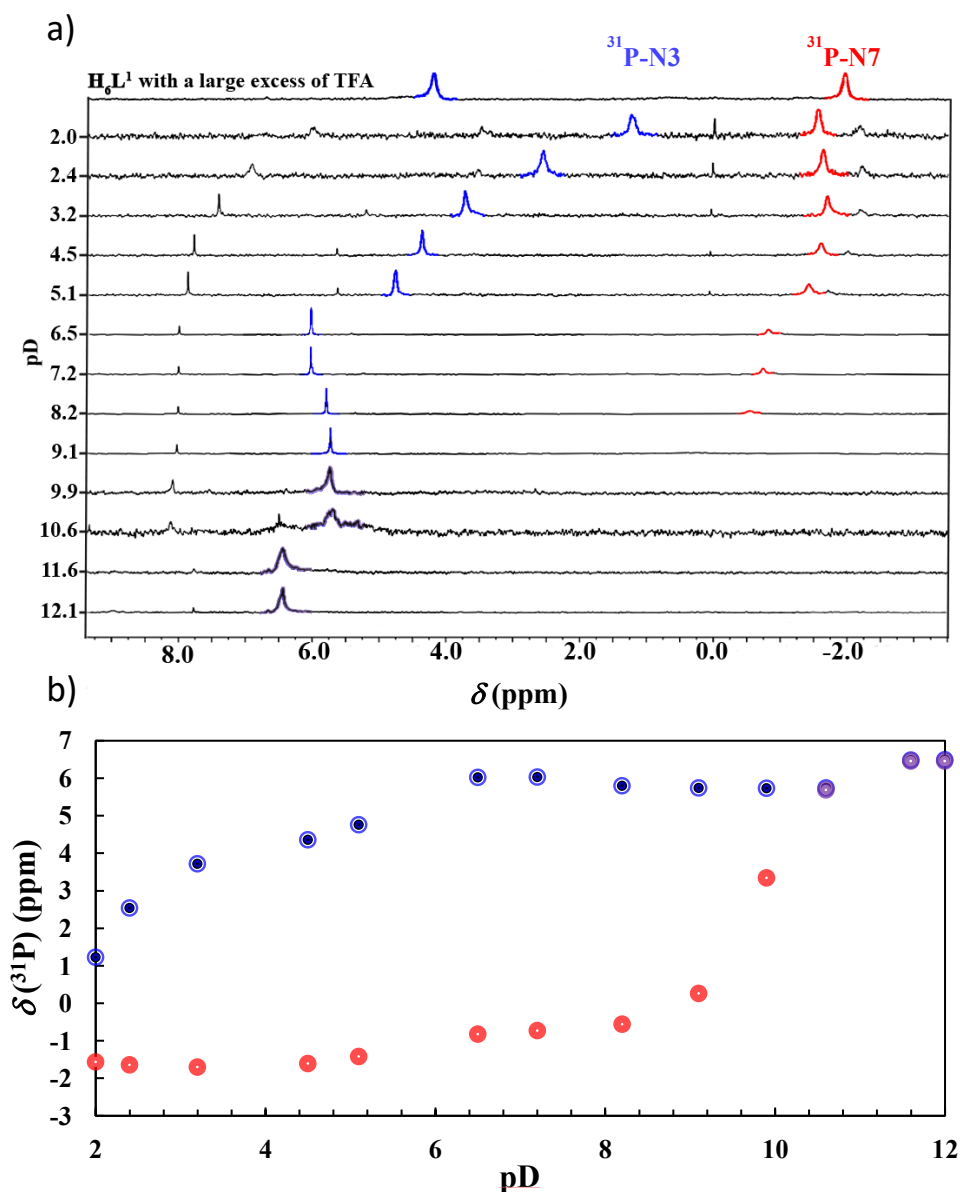 a)
³¹P-N3 ³¹P-N7
H₆L¹ with a large excess of TFA
2.0
2.4
3.2
4.5
5.1
6.5
7.2
8.2
9.1
9.9
10.6
11.6
12.1
pD
8.0 6.0 4.0 2.0 0.0 -2.0
δ (ppm)
b)
7
6
5
4
3
2
1
0
-1
-2
-3
δ (³¹P) (ppm)
2 4 6 8 10 12
pD